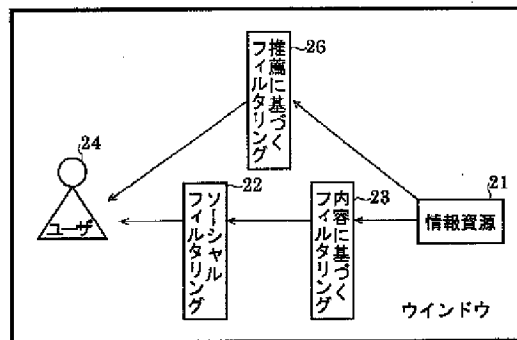 26
推薦に基づく
フィルタリング
24
ユーザ
22
ソーシャル
フィルタリング
23
内容に基づく
フィルタリング
21
情報資源
ウインドウ